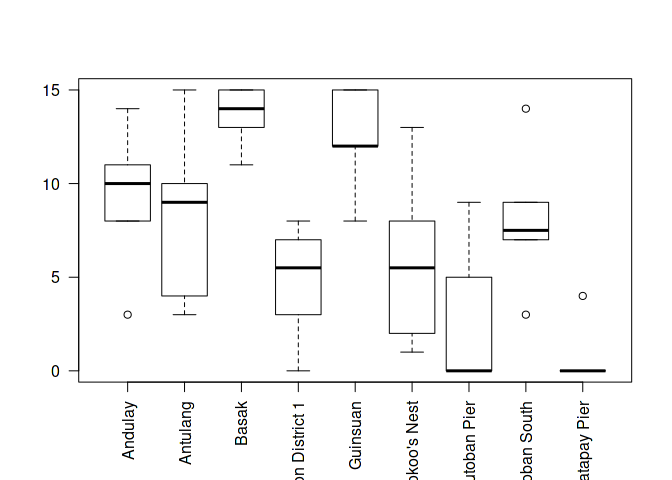 15
10
5
0
Andulay
Antulang
Basak
on District 1
Guinsuan
okoo's Nest
utoban Pier
oban South
atapay Pier